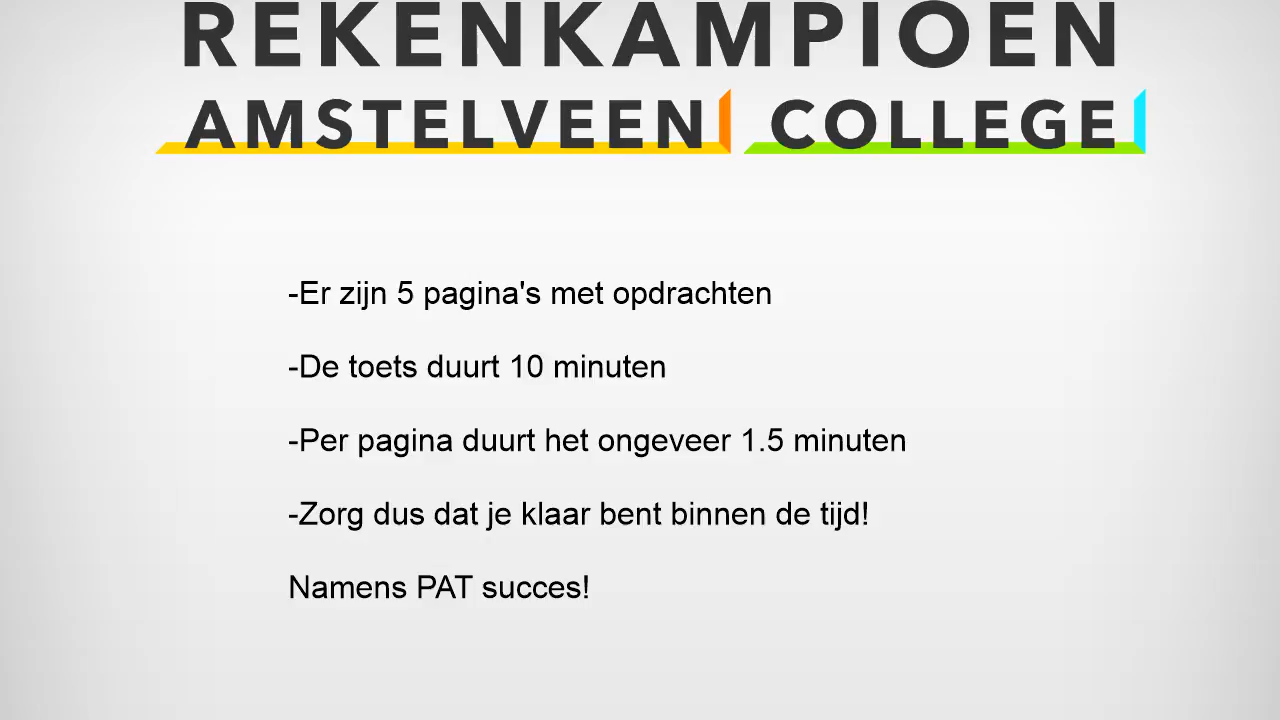 REKENKAMPIOEN
AMSTELVEEN COLLEGE
-Er zijn 5 pagina's met opdrachten
-De toets duurt 10 minuten
-Per pagina duurt het ongeveer 1.5 minuten
-Zorg dus dat je klaar bent binnen de tijd!
Namens PAT succes!